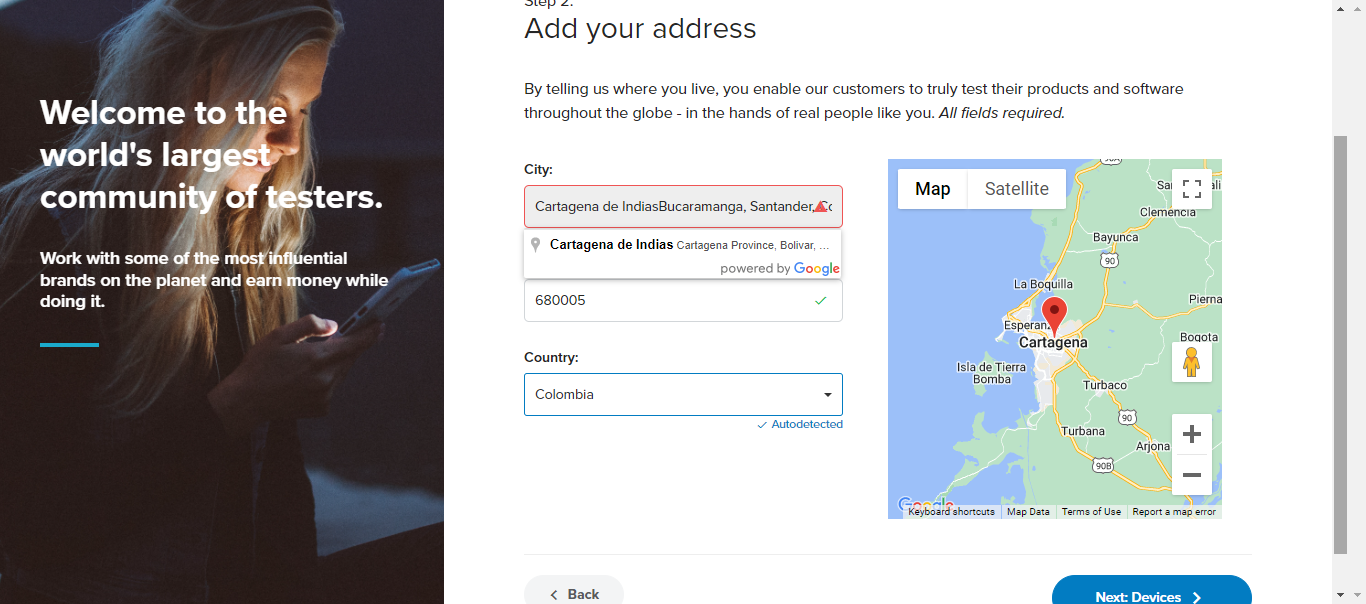 Step 2:
Add your address
Welcome to the
world's largest
community of testers.
Work with some of the most influential
brands on the planet and earn money while
doing it.
By telling us where you live, you enable our customers to truly test their products and software
throughout the globe - in the hands of real people like you. All fields required.
City:
Cartagena de IndiasBucaramanga, Santander, Co
Cartagena de Indias Cartagena Province, Bolivar, ...
powered by Google
680005
Country:
Colombia
Autodetected
Map
Satellite
90A
Clemencia
Bayunca
90
La Boquilla
Pierna
Esperan
Cartagena
Bogota
Isla de Tierra
Bomba
Turbaco
90
Turbana
Arjona
90B
Google
Keyboard shortcuts
Map Data
Terms of Use
Report a map error
Back
Next: Devices